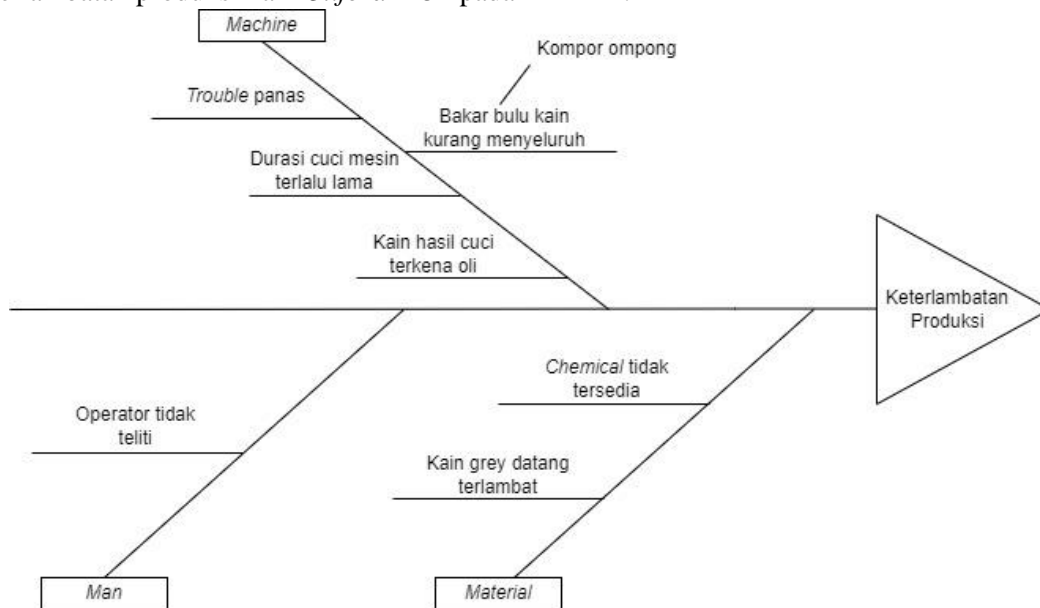 Machine
Kompor ompong
Trouble panas
Bakar bulu kain
kurang menyeluruh
Durasi cuci mesin
terlalu lama
Kain hasil cuci
terkena oli
Keterlambatan
Produksi
Chemical tidak
tersedia
Operator tidak
teliti
Kain grey datang
terlambat
Man
Material